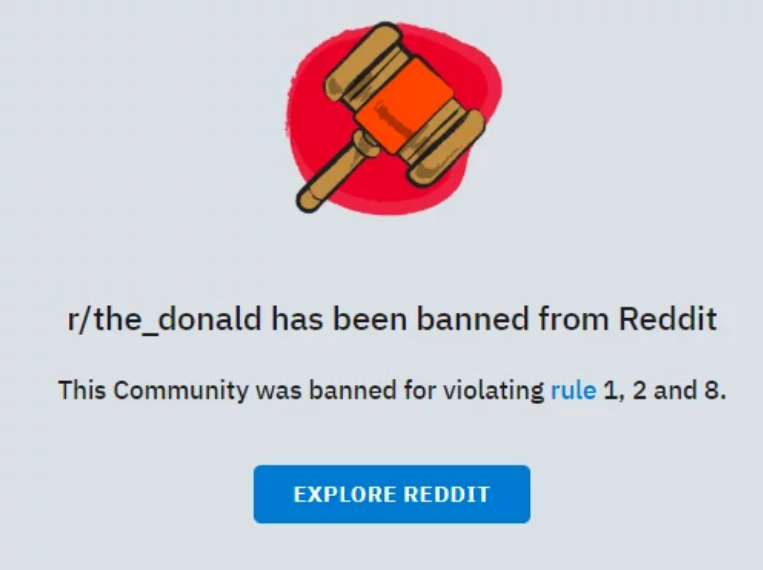 r/the_donald has been banned from Reddit
This Community was banned for violating rule 1, 2 and 8.
EXPLORE REDDIT